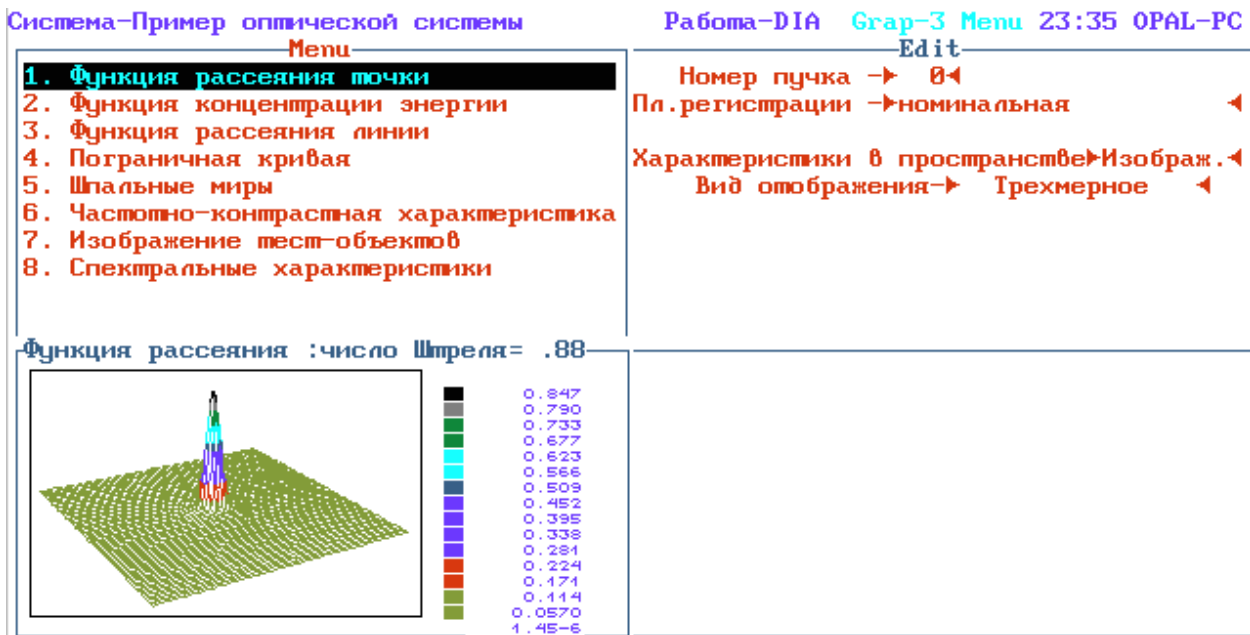 Система-Пример оптической системы Работа-DIA Grap-3 Menu 23:35 OPAL-PC
Menu
1. Функция рассеяния точки
2. Функция концентрации энергии
3. Функция рассеяния линии
4. Пограничная кривая
5. Шпальные миры
6. Частотно-контрастная характеристика
7. Изображение тест-объектов
8. Спектральные характеристики
Edit
Номер пучка -► 0◄
Пл.регистрации -►номинальная ◄
Характеристики в пространстве►Изображ.◄
Вид отображения-► Трехмерное ◄
Функция рассеяния :число Штреля= .88
0.847
0.790
0.733
0.677
0.623
0.566
0.509
0.452
0.395
0.338
0.281
0.224
0.171
0.114
0.0570
1.45-6